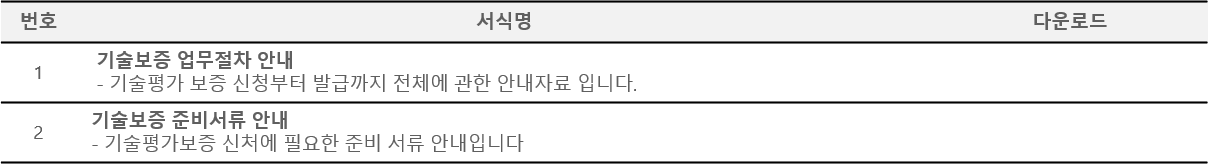 번호 서식명 다운로드
1
기술보증 업무절차 안내
- 기술평가 보증 신청부터 발급까지 전체에 관한 안내자료 입니다.
2
기술보증 준비서류 안내
- 기술평가보증 신처에 필요한 준비 서류 안내입니다